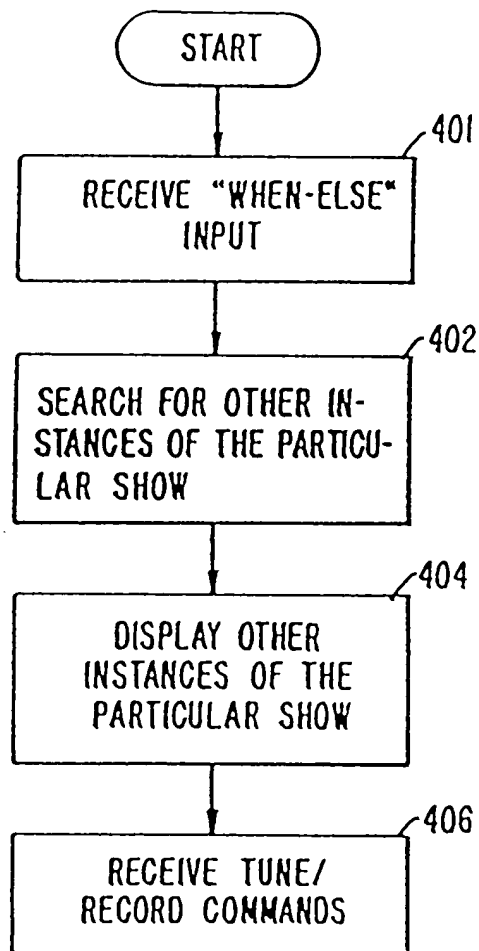 START
401
RECEIVE "WHEN-ELSE"
INPUT
402
SEARCH FOR OTHER IN-
STANCES OF THE PARTICU-
LAR SHOW
404
DISPLAY OTHER
INSTANCES OF THE
PARTICULAR SHOW
406
RECEIVE TUNE/
RECORD COMMANDS